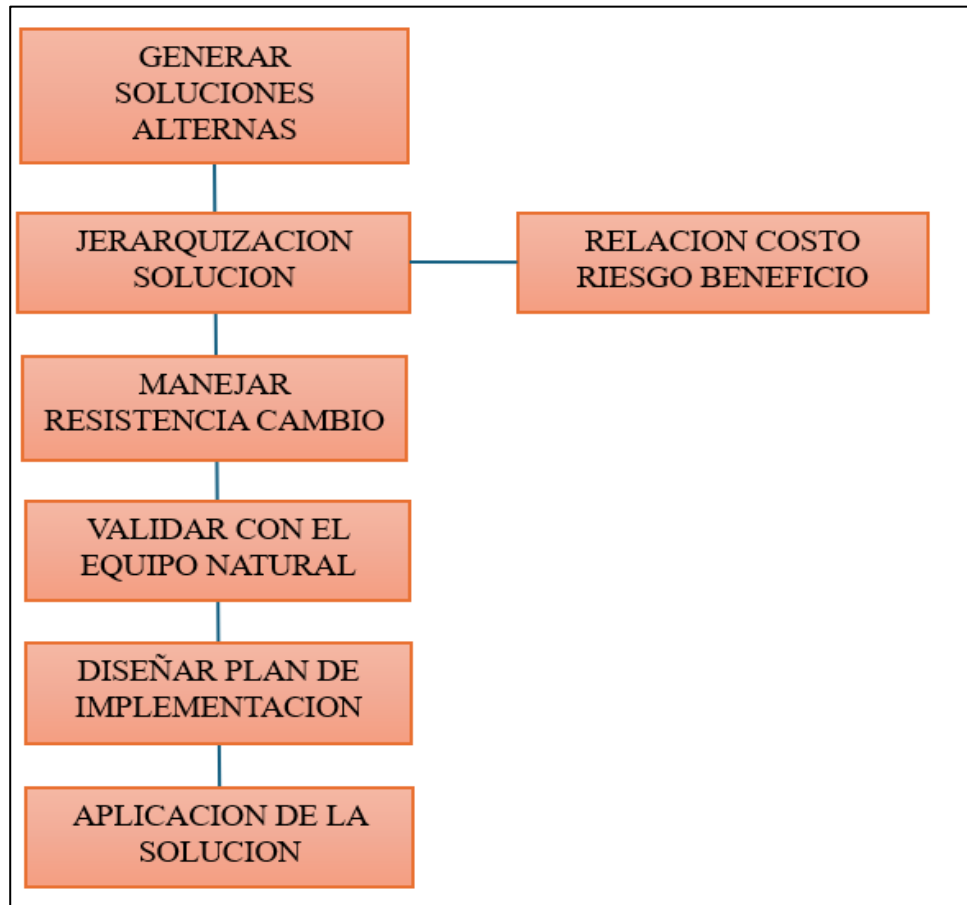 GENERAR
SOLUCIONES
ALTERNAS
JERARQUIZACION
SOLUCION
RELACION COSTO
RIESGO BENEFICIO
MANEJAR
RESISTENCIA CAMBIO
VALIDAR CON EL
EQUIPO NATURAL
DISEÑAR PLAN DE
IMPLEMENTACION
APLICACION DE LA
SOLUCION